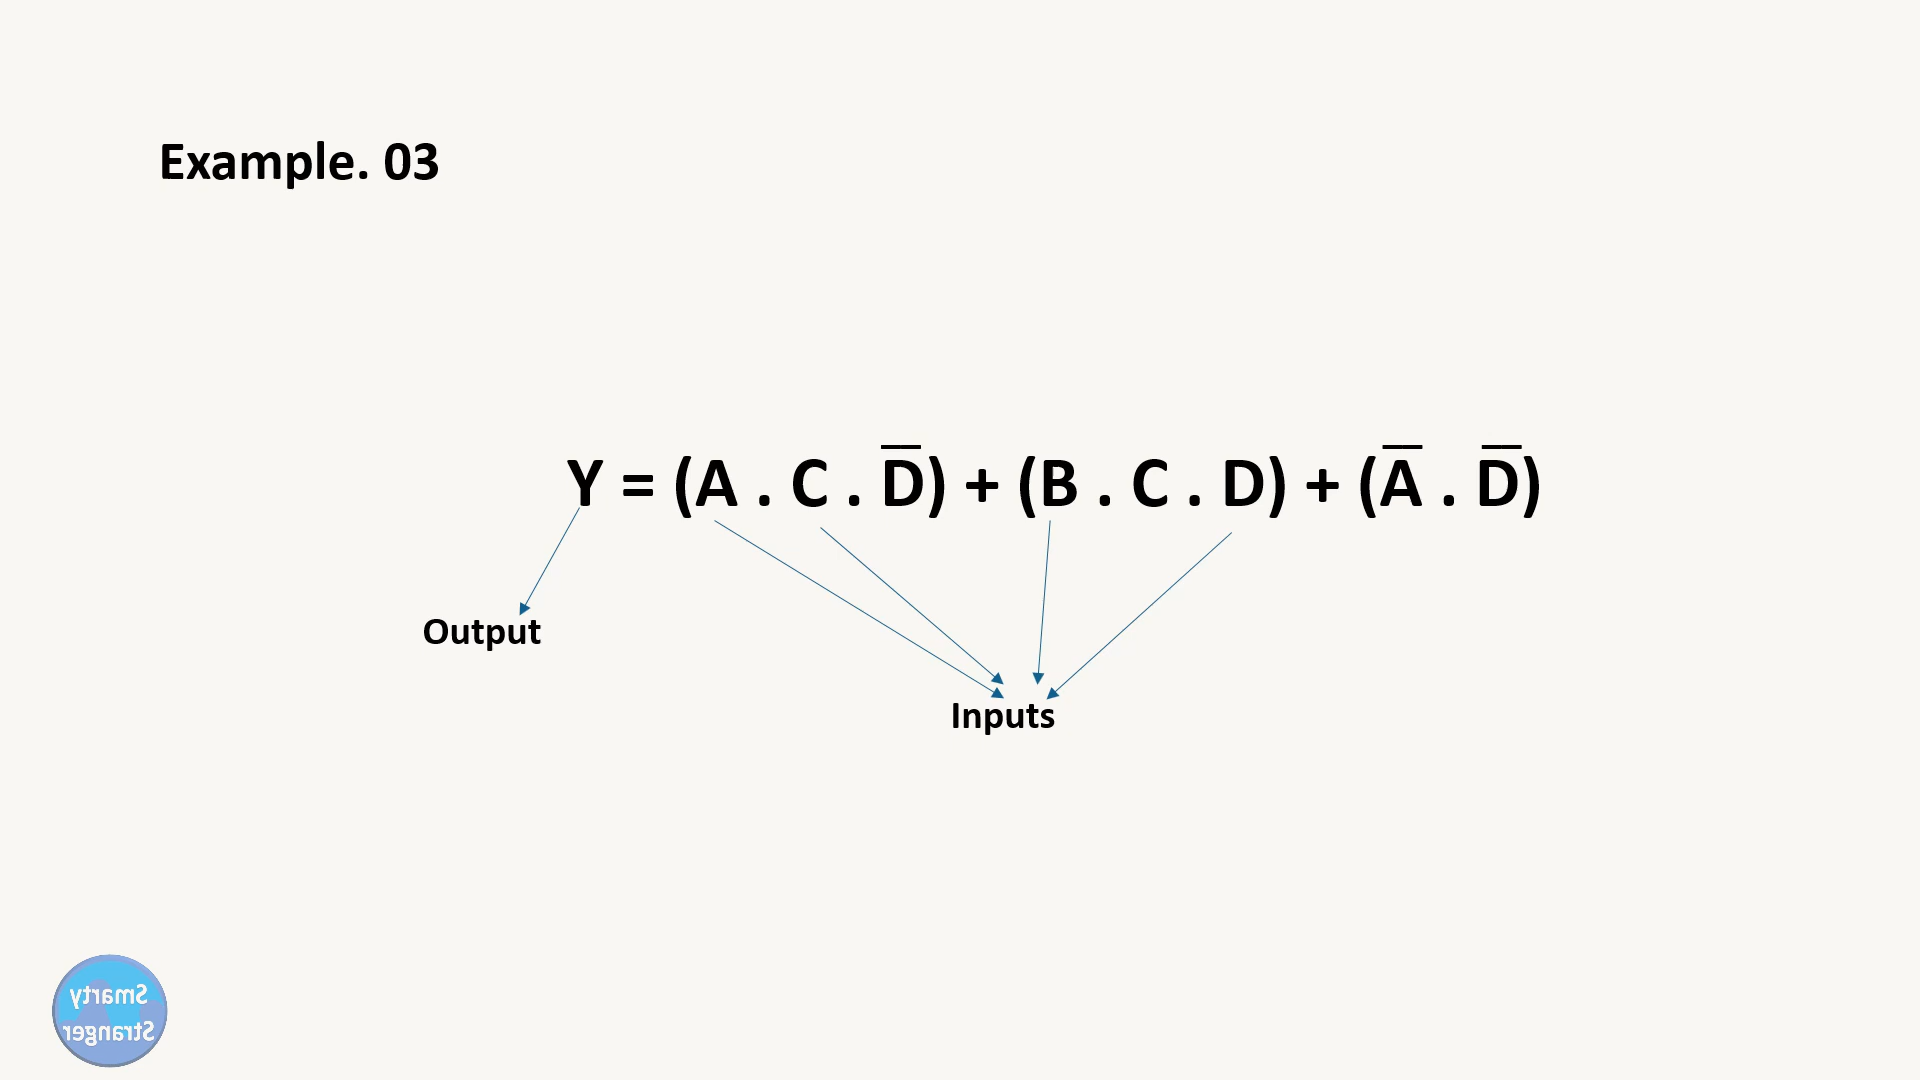 Example. 03
Y = (A . C . D̅) + (B . C . D) + (A̅ . D̅)
Output
Inputs
Smarty
Stranger